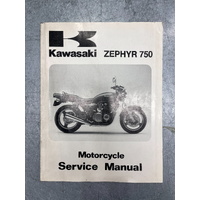 Kawasaki ZEPHYR 750
Motorcycle
Service Manual